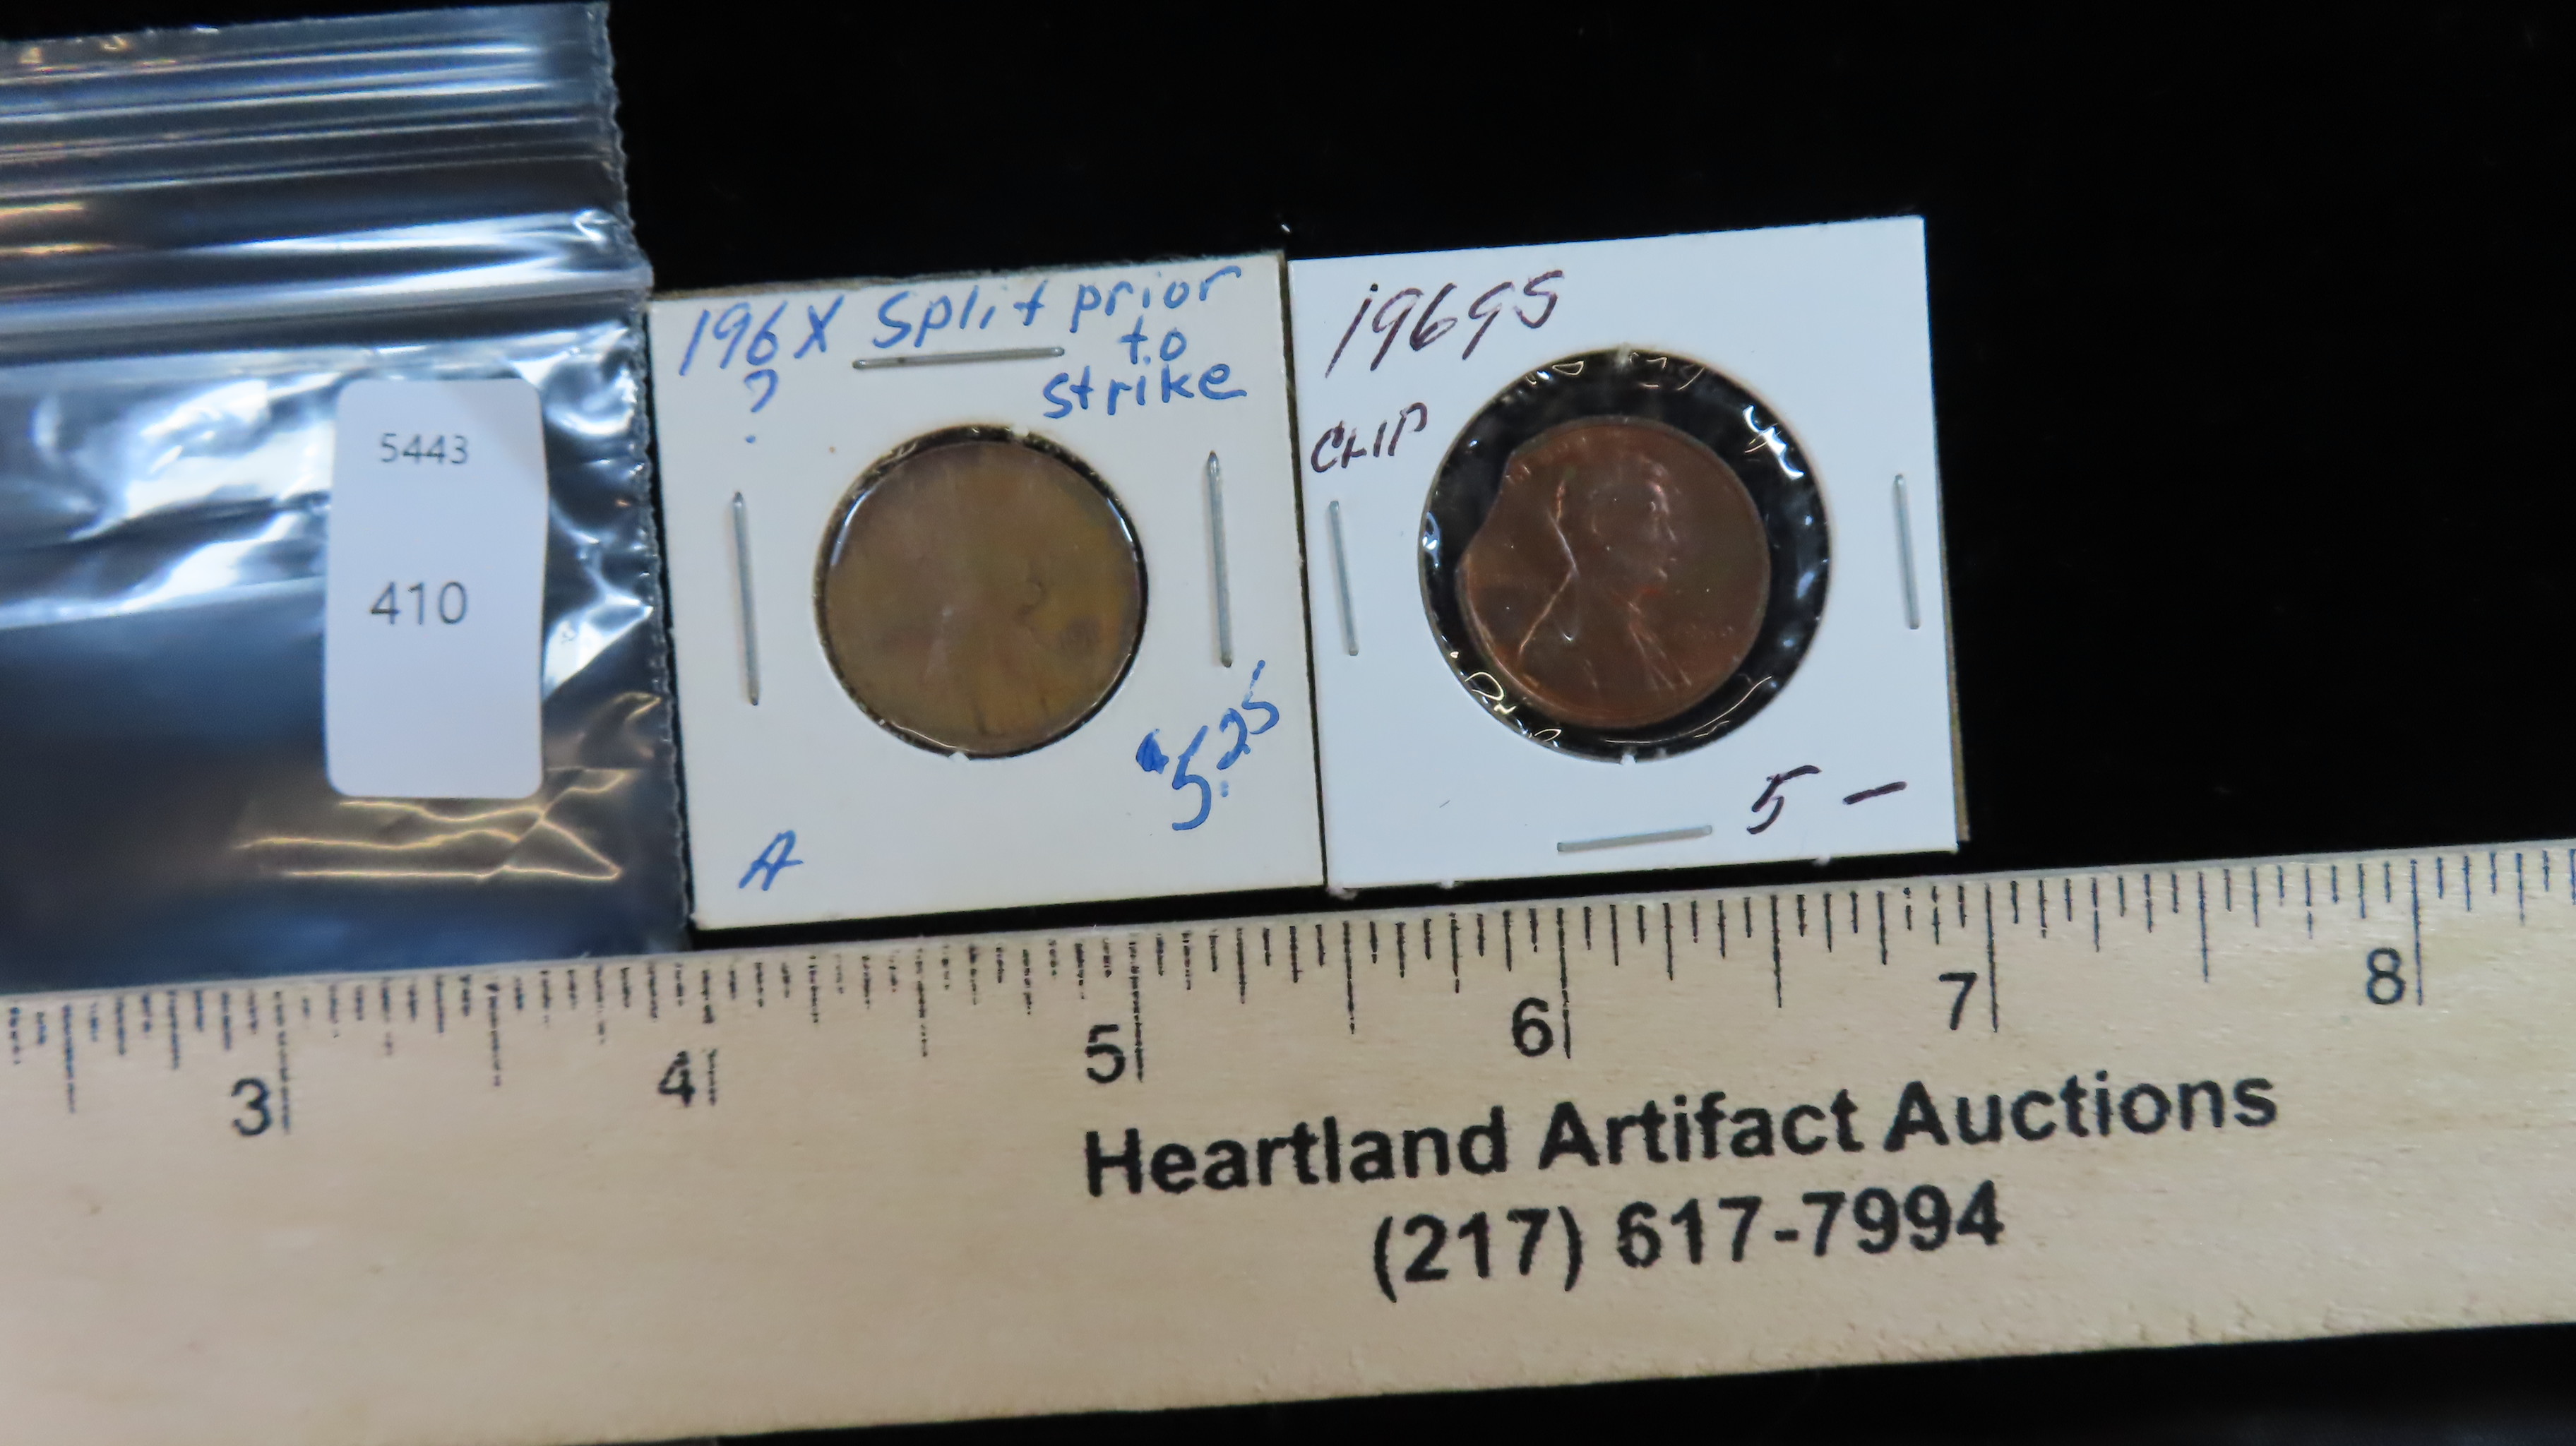 5443
410
196X Split prior
? to
strike
$5.25
A
1969S
CLIP
5 —
3 4 5 6 7 8
Heartland Artifact Auctions
(217) 617-7994